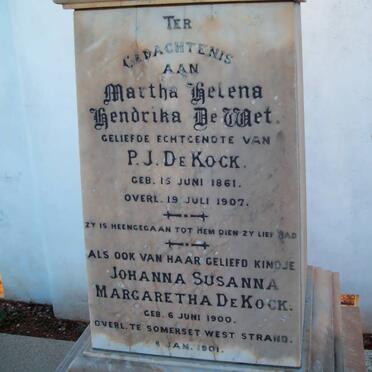 TER
GEDACHTENIS
AAN
Martha Helena
Hendrika De Wet.
GELIEFDE ECHTGENOTE VAN
P.J. DE KOCK.
GEB. 15 JUNI 1861.
OVERL. 19 JULI 1907.
ZY IS HEENGEGAAN TOT HEM DIEN ZY LIEF HAD
ALS OOK VAN HAAR GELIEFD KINDJE
JOHANNA SUSANNA
MARGARETHA DE KOCK.
GEB. 6 JUNI 1900.
OVERL. TE SOMERSET WEST STRAND.
8 JAN. 1901.